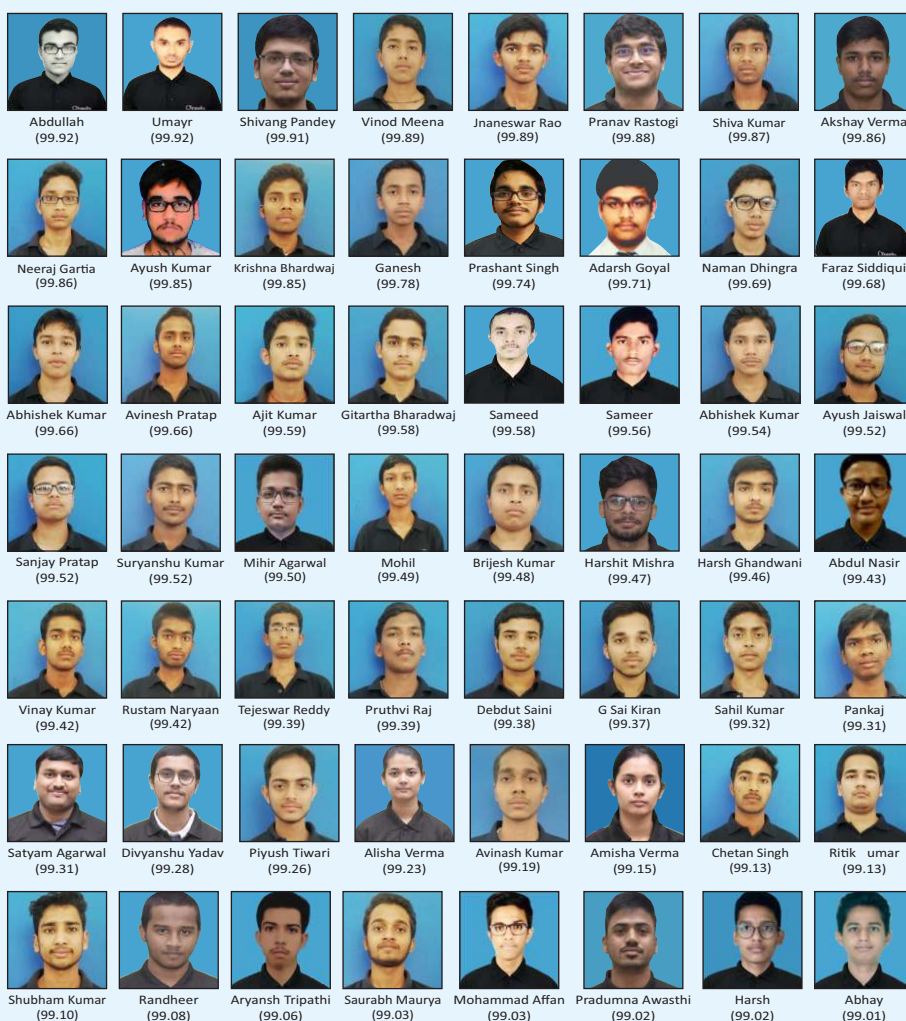 Abdullah Umayr Shivang Pandey Vinod Meena Jnaneswar Rao Pranav Rastogi Shiva Kumar Akshay Verma
(99.92) (99.92) (99.91) (99.89) (99.89) (99.88) (99.87) (99.86)
Neeraj Gartia Ayush Kumar Krishna Bhardwaj Ganesh Prashant Singh Adarsh Goyal Naman Dhingra Faraz Siddiqui
(99.86) (99.85) (99.85) (99.78) (99.74) (99.71) (99.69) (99.68)
Abhishek Kumar Avinesh Pratap Ajit Kumar Gitartha Bharadwaj Sameed Sameer Abhishek Kumar Ayush Jaiswal
(99.66) (99.66) (99.59) (99.58) (99.58) (99.56) (99.54) (99.52)
Sanjay Pratap Suryanshu Kumar Mihir Agarwal Mohil Brijesh Kumar Harshit Mishra Harsh Ghandwani Abdul Nasir
(99.52) (99.52) (99.50) (99.49) (99.48) (99.47) (99.46) (99.43)
Vinay Kumar Rustam Naryaan Tejeswar Reddy Pruthvi Raj Debdut Saini G Sai Kiran Sahil Kumar Pankaj
(99.42) (99.42) (99.39) (99.39) (99.38) (99.37) (99.32) (99.31)
Satyam Agarwal Divyanshu Yadav Piyush Tiwari Alisha Verma Avinash Kumar Amisha Verma Chetan Singh Ritik umar
(99.31) (99.28) (99.26) (99.23) (99.19) (99.15) (99.13) (99.13)
Shubham Kumar Randheer Aryansh Tripathi Saurabh Maurya Mohammad Affan Pradumna Awasthi Harsh Abhay
(99.10) (99.08) (99.06) (99.03) (99.03) (99.02) (99.02) (99.01)